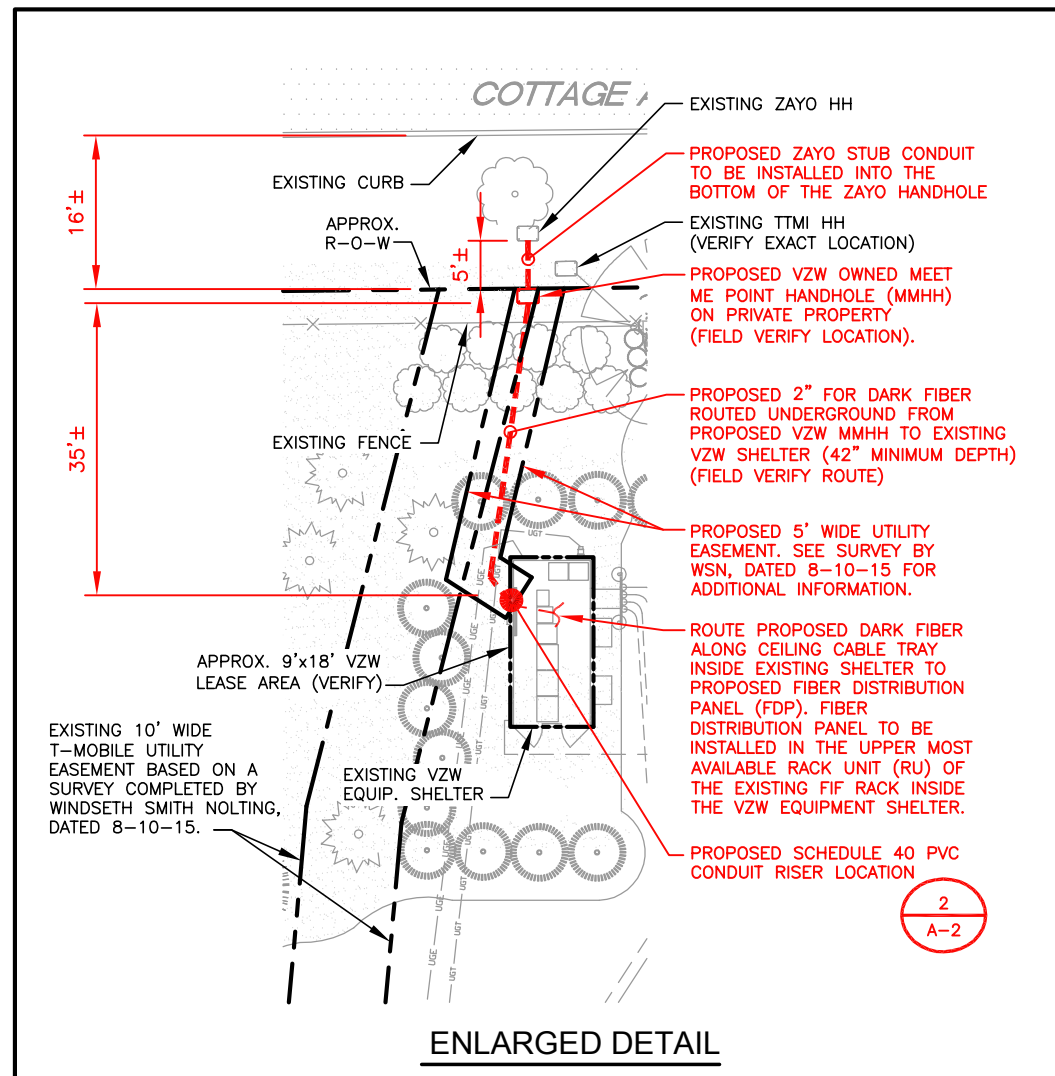 COTTAGE A
EXISTING ZAYO HH
PROPOSED ZAYO STUB CONDUIT
TO BE INSTALLED INTO THE
BOTTOM OF THE ZAYO HANDHOLE
EXISTING CURB
16'±
APPROX.
R-O-W
5'±
EXISTING TTMI HH
(VERIFY EXACT LOCATION)
PROPOSED VZW OWNED MEET
ME POINT HANDHOLE (MMHH)
ON PRIVATE PROPERTY
(FIELD VERIFY LOCATION).
35'±
EXISTING FENCE
PROPOSED 2" FOR DARK FIBER
ROUTED UNDERGROUND FROM
PROPOSED VZW MMHH TO EXISTING
VZW SHELTER (42" MINIMUM DEPTH)
(FIELD VERIFY ROUTE)
PROPOSED 5' WIDE UTILITY
EASEMENT. SEE SURVEY BY
WSN, DATED 8-10-15 FOR
ADDITIONAL INFORMATION.
UGT
UGE
UGT
ROUTE PROPOSED DARK FIBER
ALONG CEILING CABLE TRAY
INSIDE EXISTING SHELTER TO
PROPOSED FIBER DISTRIBUTION
PANEL (FDP). FIBER
DISTRIBUTION PANEL TO BE
INSTALLED IN THE UPPER MOST
AVAILABLE RACK UNIT (RU) OF
THE EXISTING FIF RACK INSIDE
THE VZW EQUIPMENT SHELTER.
APPROX. 9'x18' VZW
LEASE AREA (VERIFY)
EXISTING 10' WIDE
T-MOBILE UTILITY
EASEMENT BASED ON A
SURVEY COMPLETED BY
WINDSETH SMITH NOLTING,
DATED 8-10-15.
EXISTING VZW
EQUIP. SHELTER
UGE
UGT
PROPOSED SCHEDULE 40 PVC
CONDUIT RISER LOCATION
UGE
UGT
2
A-2
UGE
UGT
ENLARGED DETAIL